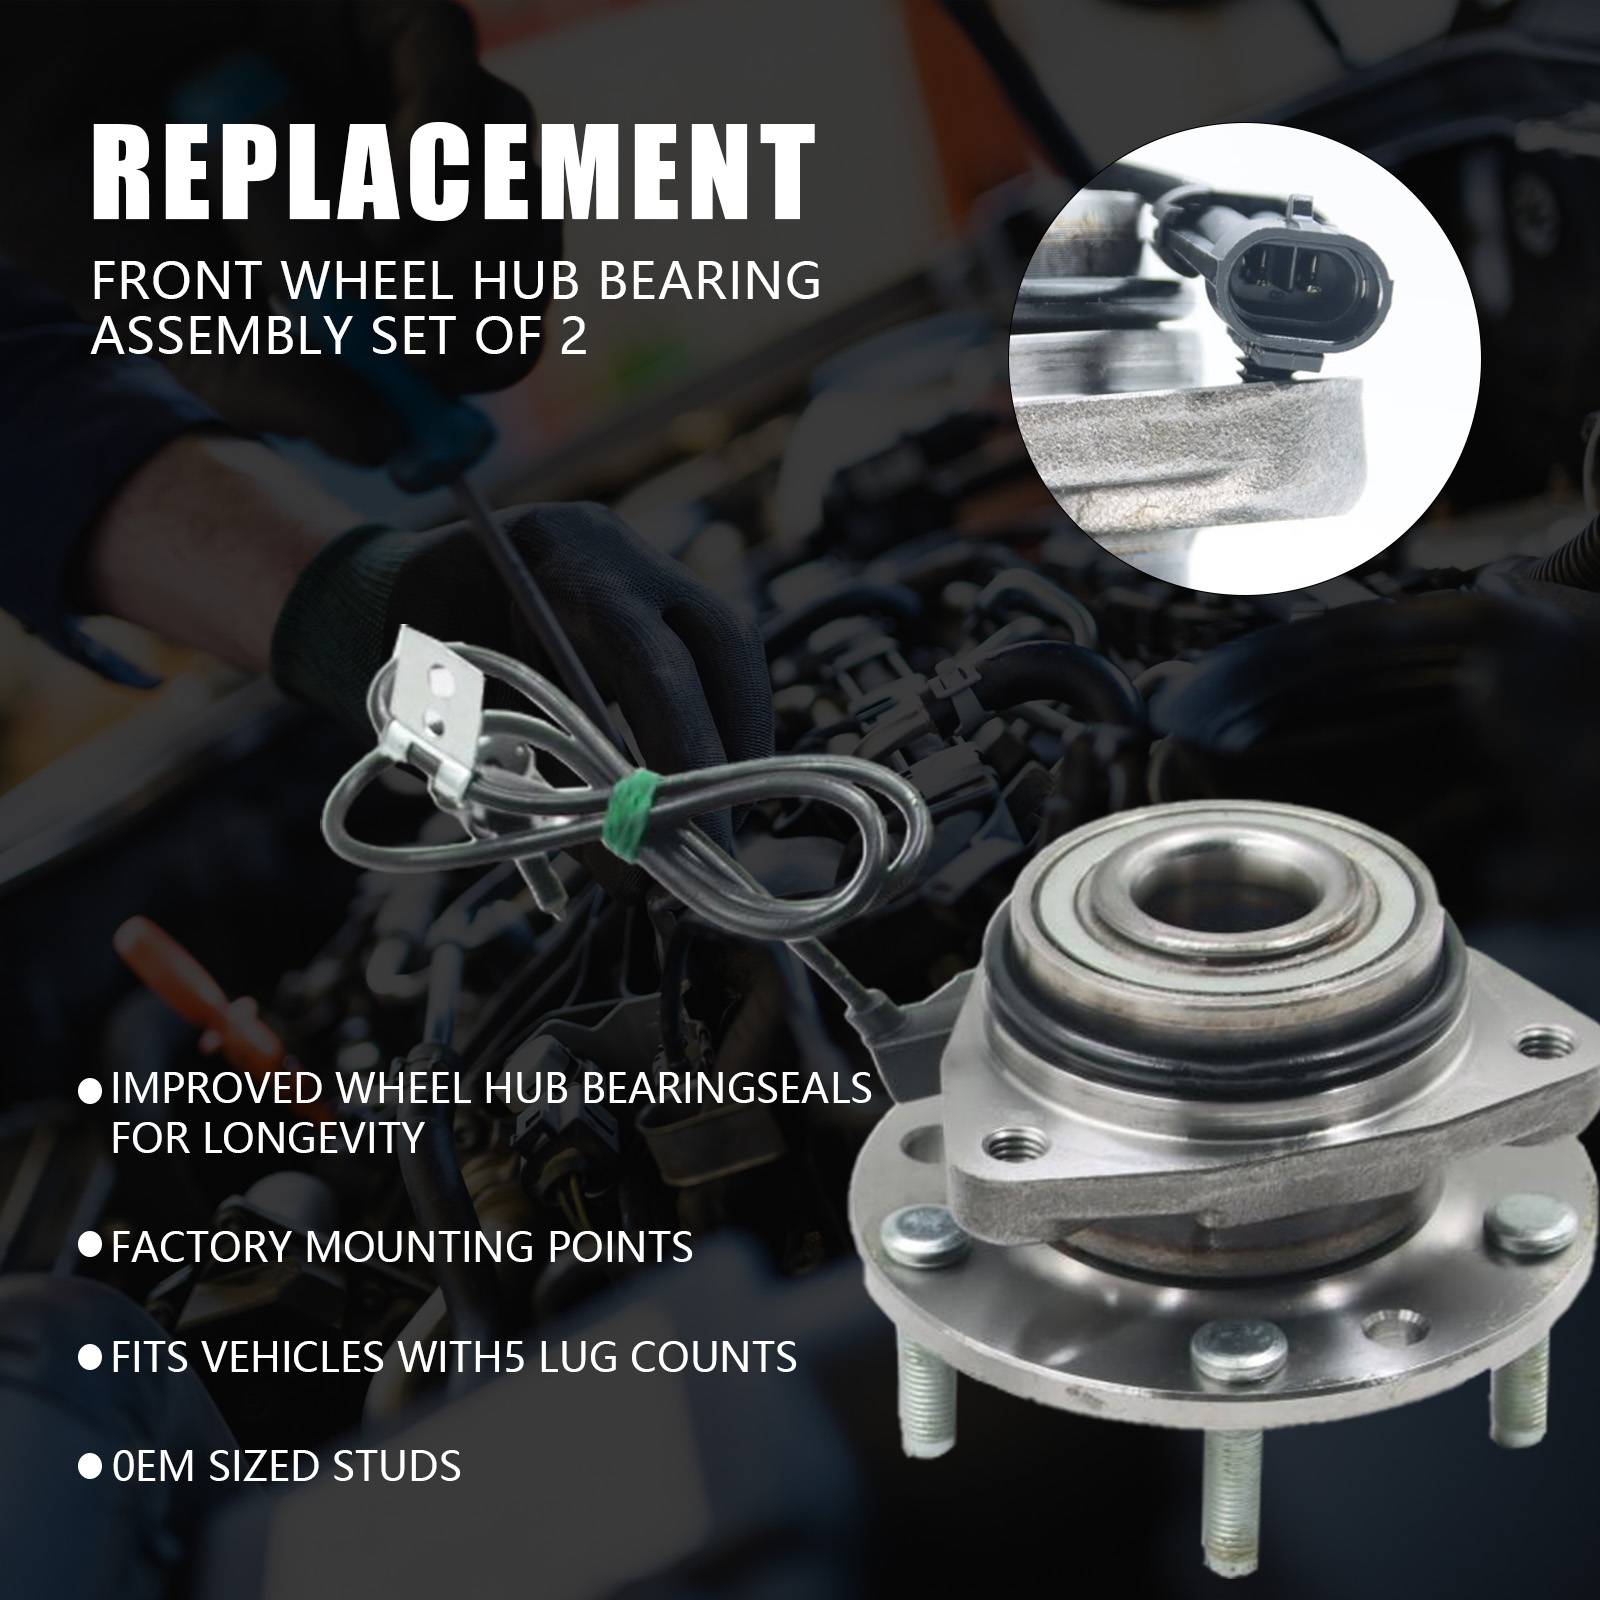 REPLACEMENT
FRONT WHEEL HUB BEARING
ASSEMBLY SET OF 2
IMPROVED WHEEL HUB BEARINGSEALS
FOR LONGEVITY
FACTORY MOUNTING POINTS
FITS VEHICLES WITH5 LUG COUNTS
0EM SIZED STUDS